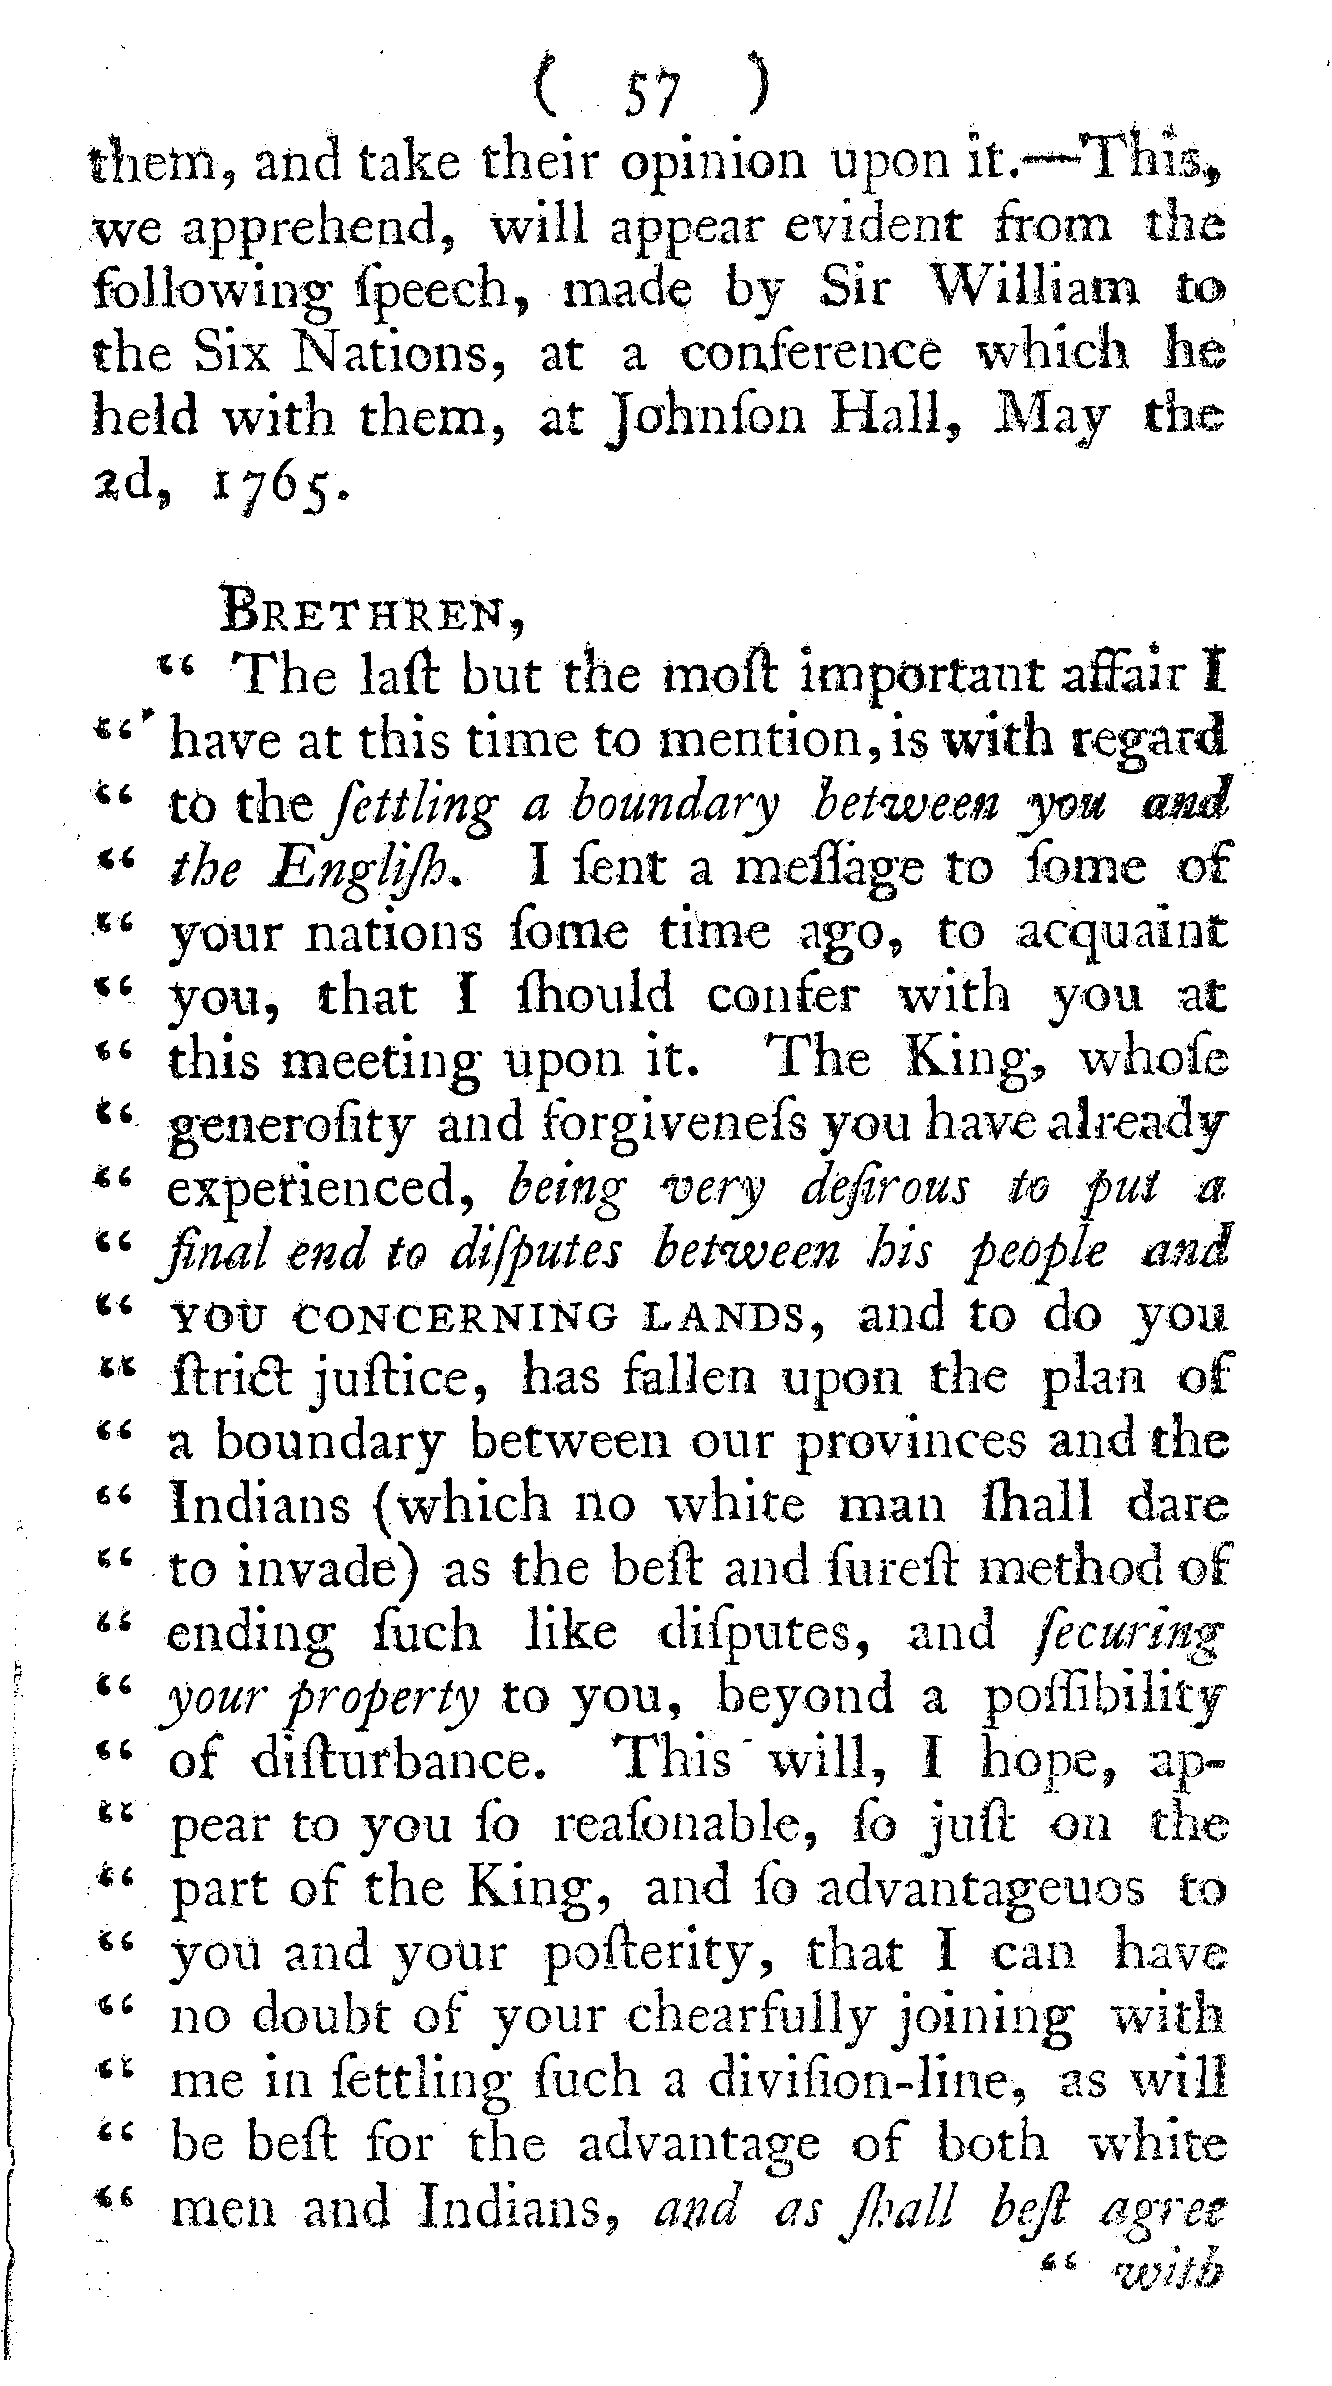 ( 57 )
them, and take their opinion upon it.—This,
we apprehend, will appear evident from the
following ſpeech, made by Sir William to
the Six Nations, at a conference which he
held with them, at Johnſon Hall, May the
2d, 1765.
BRETHREN,
“ The laſt but the moſt important affair I
“ have at this time to mention, is with regard
“ to the ſettling a boundary between you and
“ the Engliſh. I ſent a meſſage to ſome of
“ your nations ſome time ago, to acquaint
“ you, that I ſhould confer with you at
“ this meeting upon it. The King, whoſe
“ generoſity and forgiveneſs you have already
“ experienced, being very deſirous to put a
“ final end to diſputes between his people and
“ YOU CONCERNING LANDS, and to do you
“ ſtrict juſtice, has fallen upon the plan of
“ a boundary between our provinces and the
“ Indians (which no white man ſhall dare
“ to invade) as the beſt and ſureſt method of
“ ending ſuch like diſputes, and ſecuring
“ your property to you, beyond a poſſibility
“ of diſturbance. This will, I hope, ap-
“ pear to you ſo reaſonable, ſo juſt on the
“ part of the King, and ſo advantageuos to
“ you and your poſterity, that I can have
“ no doubt of your chearfully joining with
“ me in ſettling ſuch a diviſion-line, as will
“ be beſt for the advantage of both white
“ men and Indians, and as ſhall beſt agree
“ with